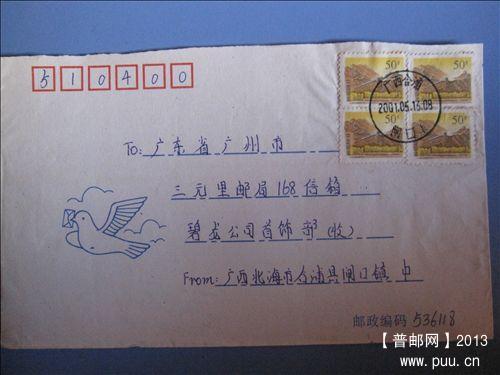 510400
50分 50分
50分 50分
广西合浦
2001.05.13.09
闸口1
To: 广东省广州市
三元里邮局168信箱
碧龙公司首饰部(收)
From: 广西北海市合浦县闸口镇 中
邮政编码 536118
【普邮网】2013
www.puu.cn